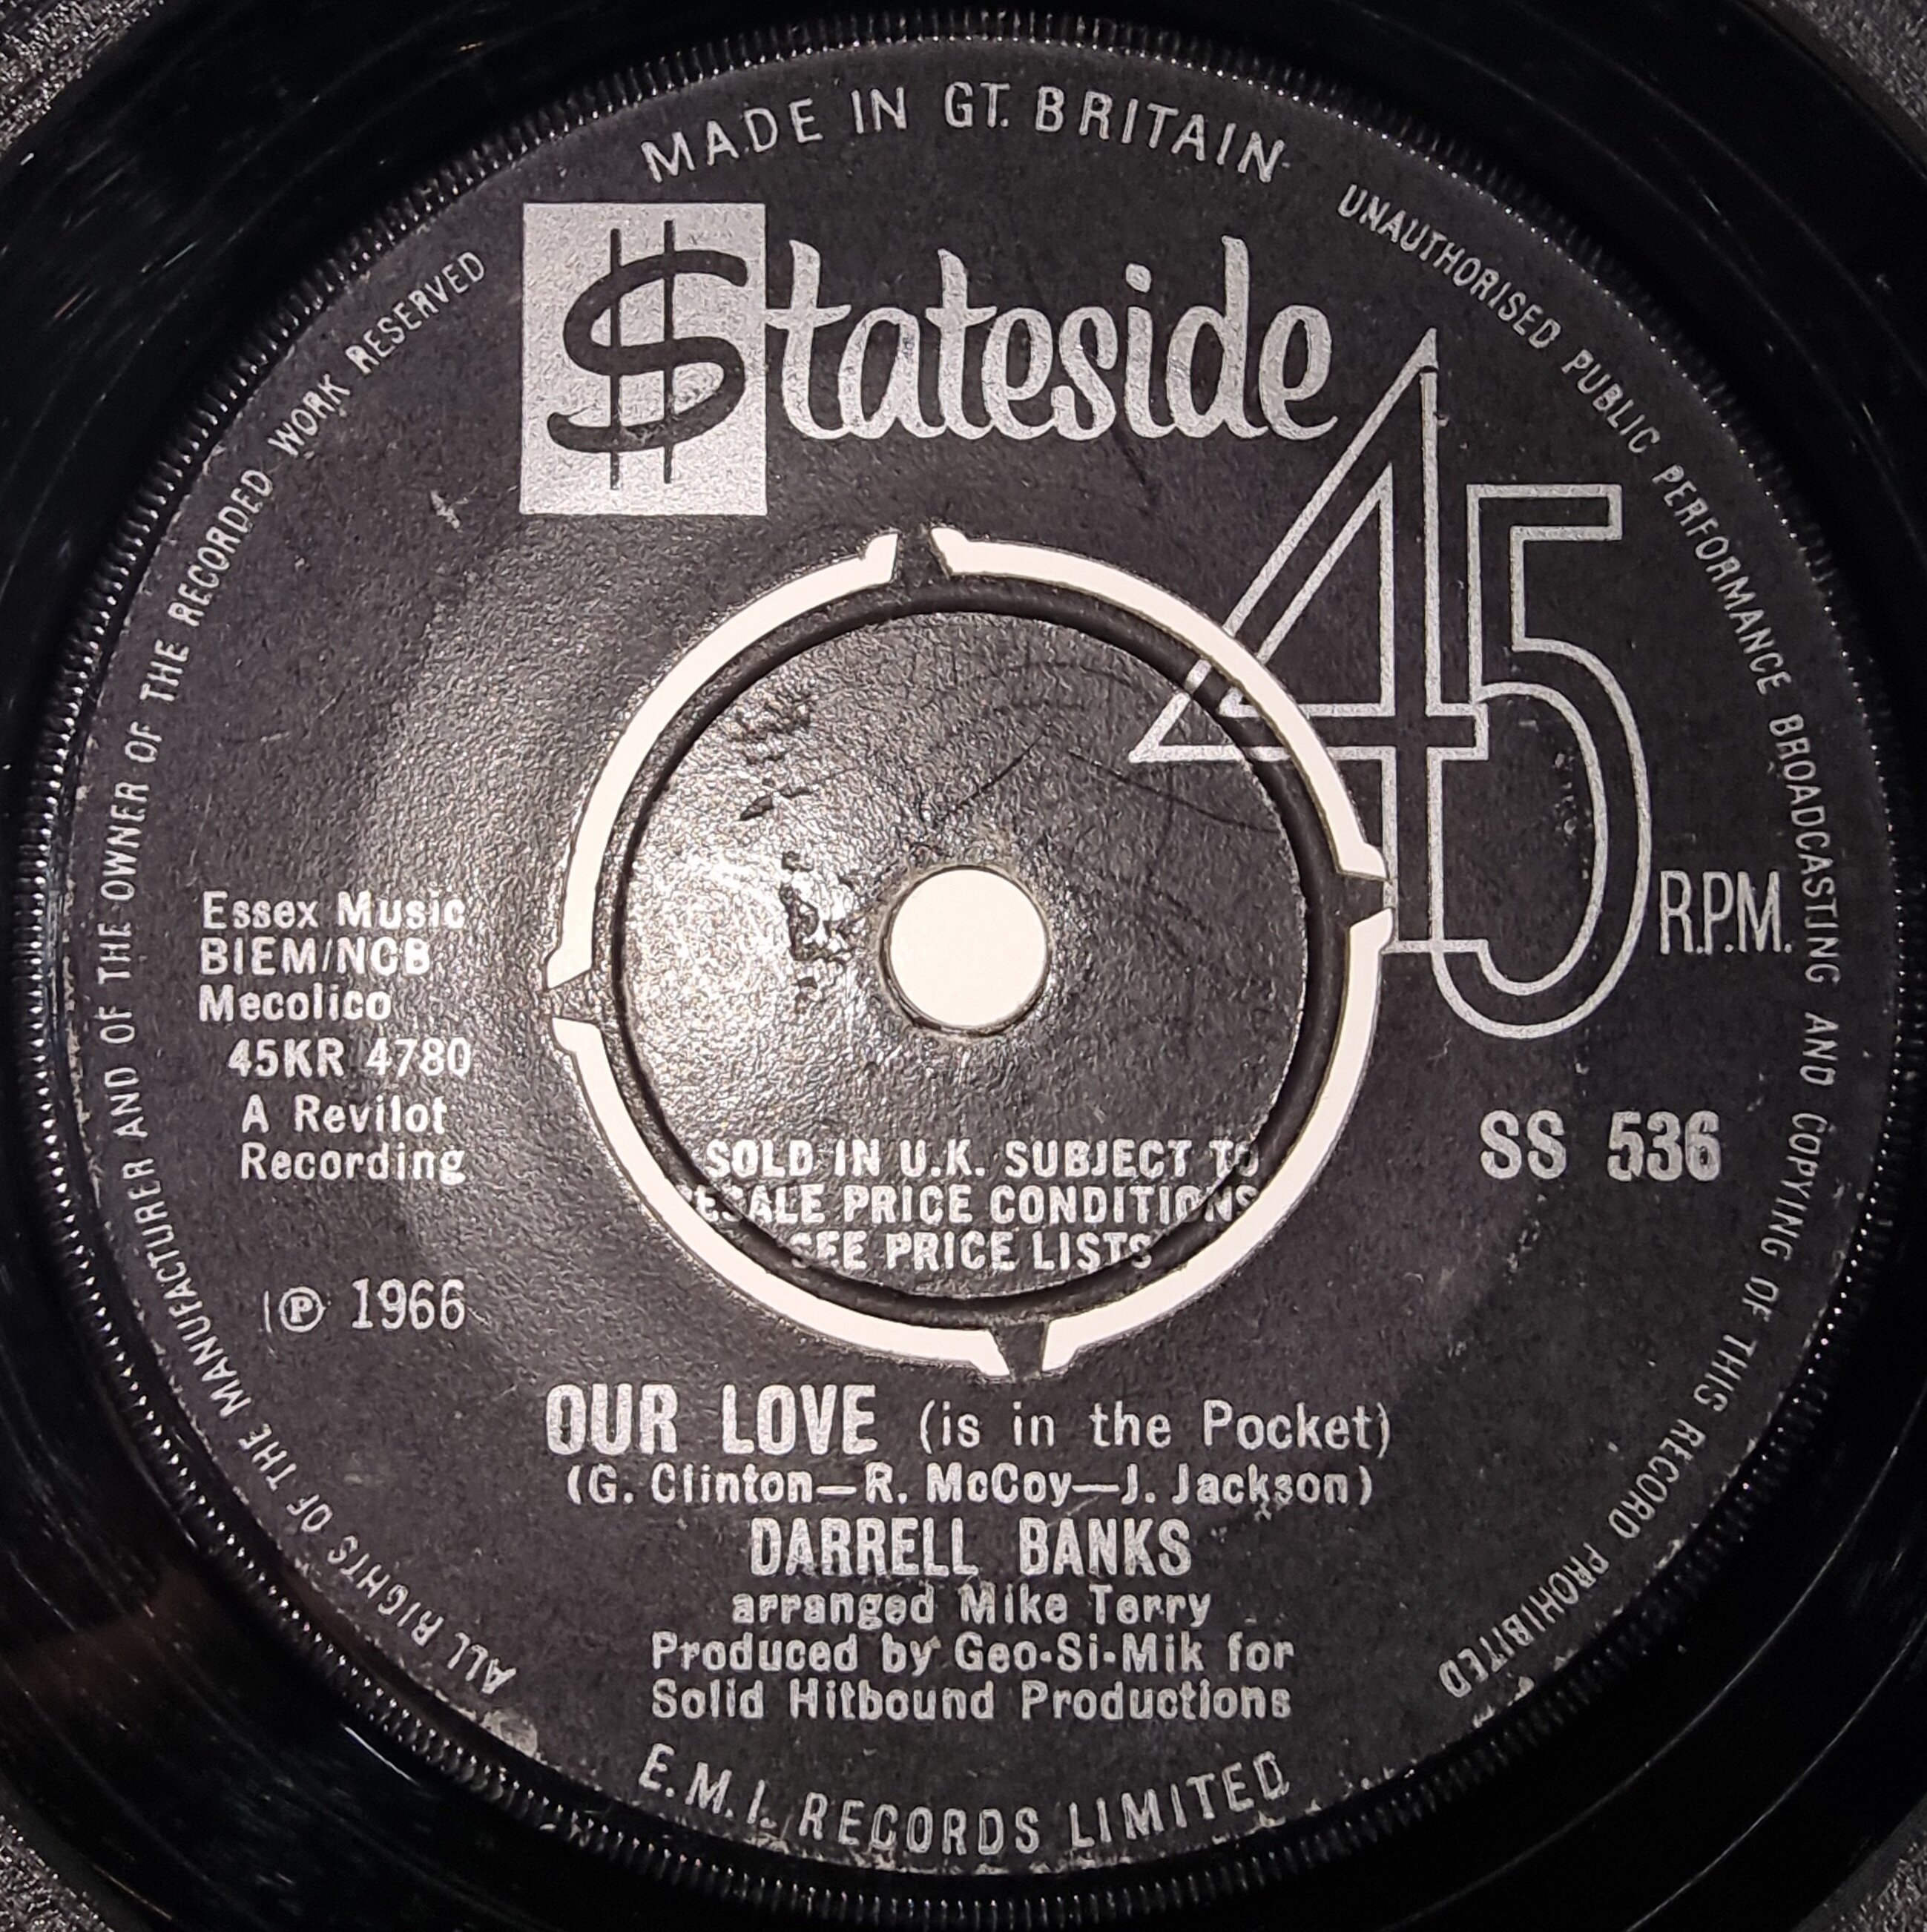 MADE IN GT. BRITAIN
UNAUTHORISED PUBLIC PERFORMANCE BROADCASTING AND COPYING OF THIS RECORD PROHIBITED
ALL RIGHTS OF THE MANUFACTURER AND OF THE OWNER OF THE RECORDED WORK RESERVED
$tateside
45
R.P.M.
Essex Music
BIEM/NCB
Mecolico
45KR 4780
A Revilot
Recording
SS 536
SOLD IN U.K. SUBJECT TO
RESALE PRICE CONDITIONS
SEE PRICE LISTS
℗ 1966
OUR LOVE (is in the Pocket)
(G. Clinton—R. McCoy—J. Jackson)
DARRELL BANKS
arranged Mike Terry
Produced by Geo-Si-Mik for
Solid Hitbound Productions
E.M.I. RECORDS LIMITED